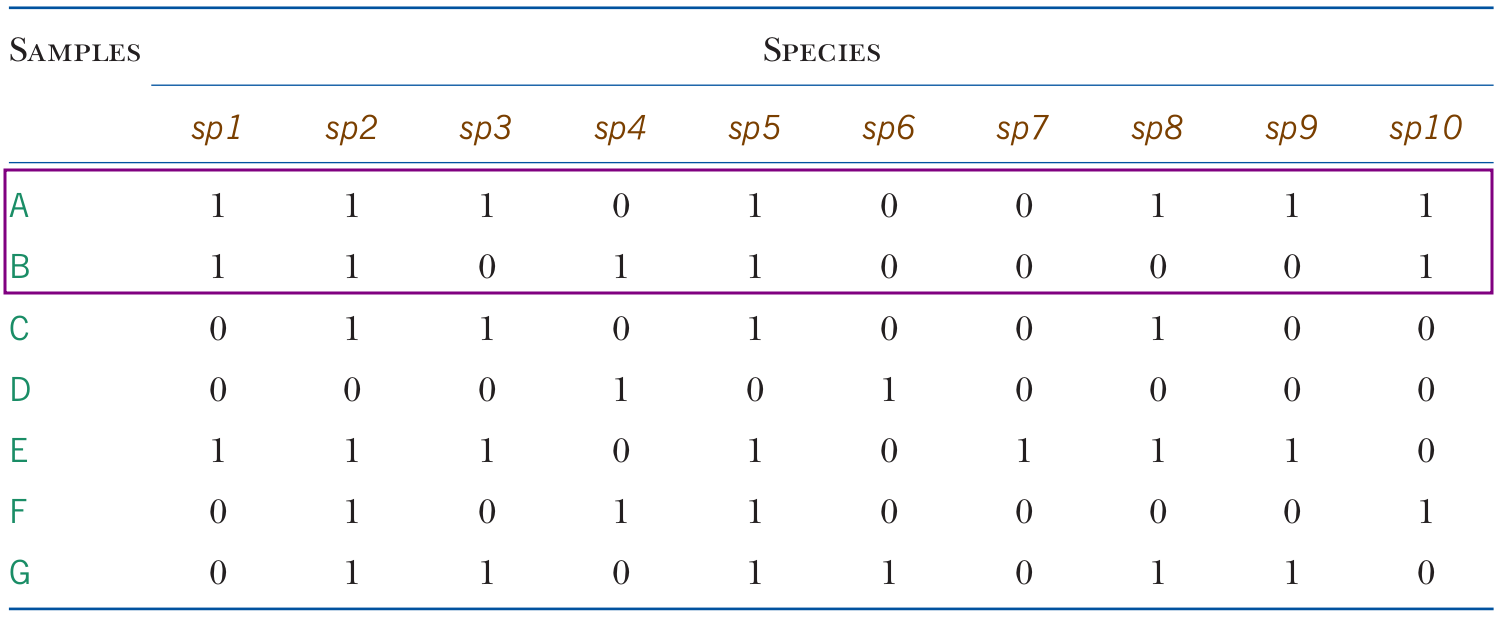 SAMPLES SPECIES
sp1 sp2 sp3 sp4 sp5 sp6 sp7 sp8 sp9 sp10
A 1 1 1 0 1 0 0 1 1 1
B 1 1 0 1 1 0 0 0 0 1
C 0 1 1 0 1 0 0 1 0 0
D 0 0 0 1 0 1 0 0 0 0
E 1 1 1 0 1 0 1 1 1 0
F 0 1 0 1 1 0 0 0 0 1
G 0 1 1 0 1 1 0 1 1 0